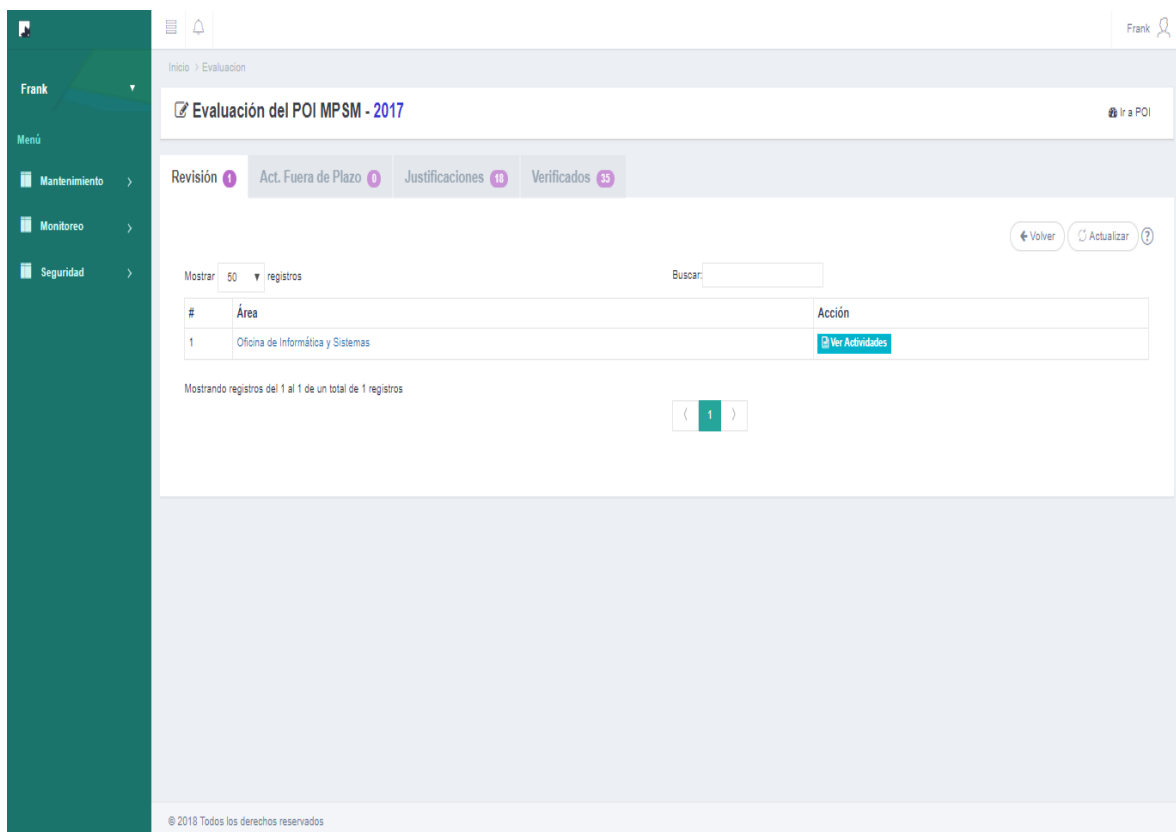 Frank
Inicio > Evaluacion
Frank
Evaluación del POI MPSM - 2017
Ir a POI
Menú
Mantenimiento
Monitoreo
Seguridad
Revisión 1 Act. Fuera de Plazo 0 Justificaciones 18 Verificados 35
Volver Actualizar ?
Mostrar 50 registros Buscar:
# Área Acción
1 Oficina de Informática y Sistemas Ver Actividades
Mostrando registros del 1 al 1 de un total de 1 registros
1
© 2018 Todos los derechos reservados